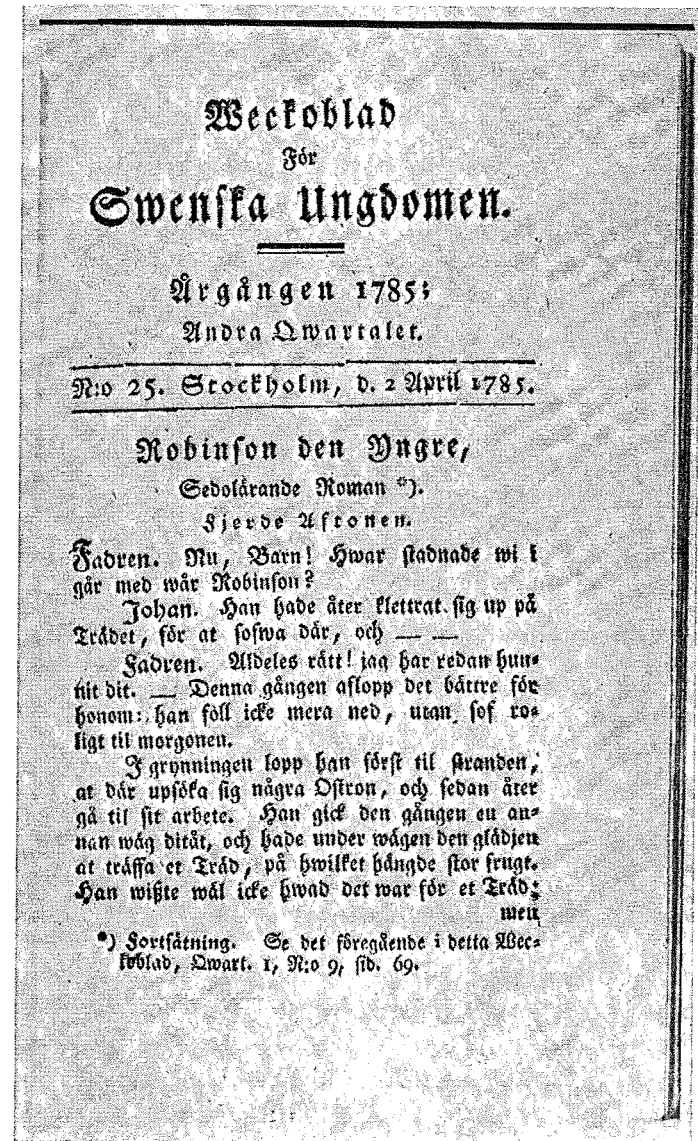 Weckoblad
För
Swenska Ungdomen.
Årgången 1785;
Andra Qwartalet.
N:o 25. Stockholm, d. 2 April 1785.
Robinson den Yngre,
Sedolärande Roman *).
Fjerde Aftonen.
Fadren. Nu, Barn! Hwar stadnade wi i
går med wår Robinson?
Johan. Han hade åter klettrat sig up på
Trädet, för at sofwa där, och — —
Fadren. Aldeles rätt! jag har redan hun-
nit dit. — Denna gången aflopp det bättre för
honom: han föll icke mera ned, utan sof ro-
ligt til morgonen.
I grynningen lopp han först til stranden,
at där upsöka sig några Ostron, och sedan åter
gå til sit arbete. Han gick den gången en an-
nan wäg ditåt, och hade under wägen den glädjen
at träffa et Träd, på hwilket hängde stor frugt.
Han wißte wäl icke hwad det war för et Träd;
men
*) Fortsätning. Se det föregående i detta Wec-
koblad, Qwart. 1, N:o 9, sid. 69.